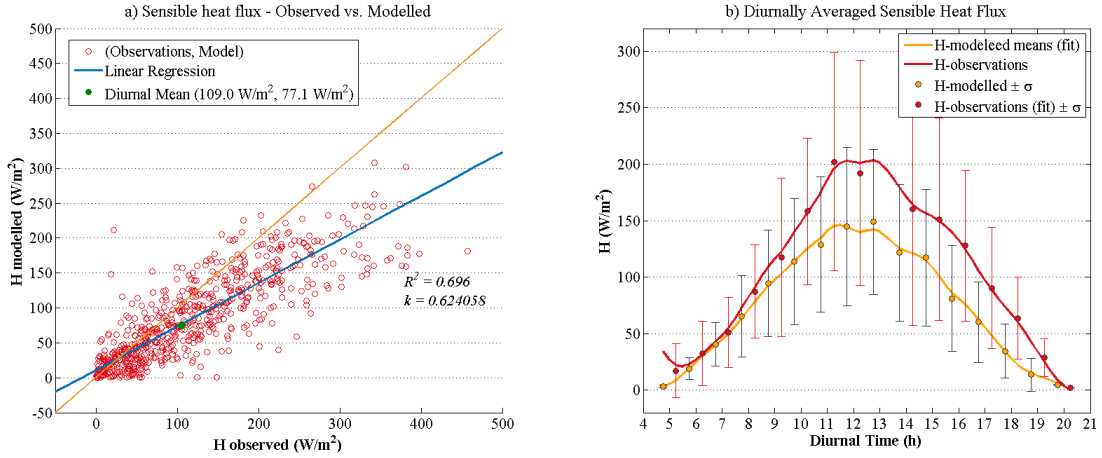 a) Sensible heat flux - Observed vs. Modelled
500
450
400
350
300
250
200
150
100
50
0
-50
H modelled (W/m²)
(Observations, Model)
Linear Regression
Diurnal Mean (109.0 W/m², 77.1 W/m²)
R² = 0.696
k = 0.624058
0 100 200 300 400 500
H observed (W/m²)
b) Diurnally Averaged Sensible Heat Flux
300
250
200
150
100
50
0
H (W/m²)
H-modeleed means (fit)
H-observations
H-modelled ± σ
H-observations (fit) ± σ
4 5 6 7 8 9 10 11 12 13 14 15 16 17 18 19 20 21
Diurnal Time (h)